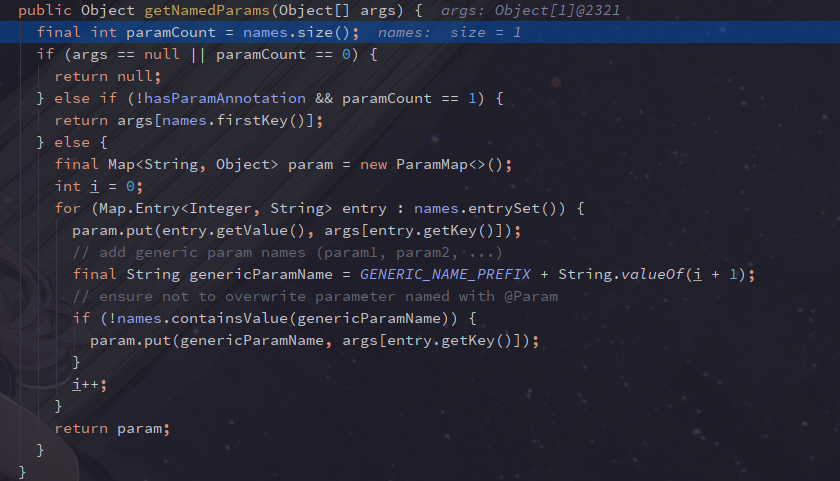 public Object getNamedParams(Object[] args) {  args: Object[1]@2321
  final int paramCount = names.size();  names:  size = 1
  if (args == null || paramCount == 0) {
    return null;
  } else if (!hasParamAnnotation && paramCount == 1) {
    return args[names.firstKey()];
  } else {
    final Map<String, Object> param = new ParamMap<>();
    int i = 0;
    for (Map.Entry<Integer, String> entry : names.entrySet()) {
      param.put(entry.getValue(), args[entry.getKey()]);
      // add generic param names (param1, param2, ...)
      final String genericParamName = GENERIC_NAME_PREFIX + String.valueOf(i + 1);
      // ensure not to overwrite parameter named with @Param
      if (!names.containsValue(genericParamName)) {
        param.put(genericParamName, args[entry.getKey()]);
      }
      i++;
    }
    return param;
  }
}